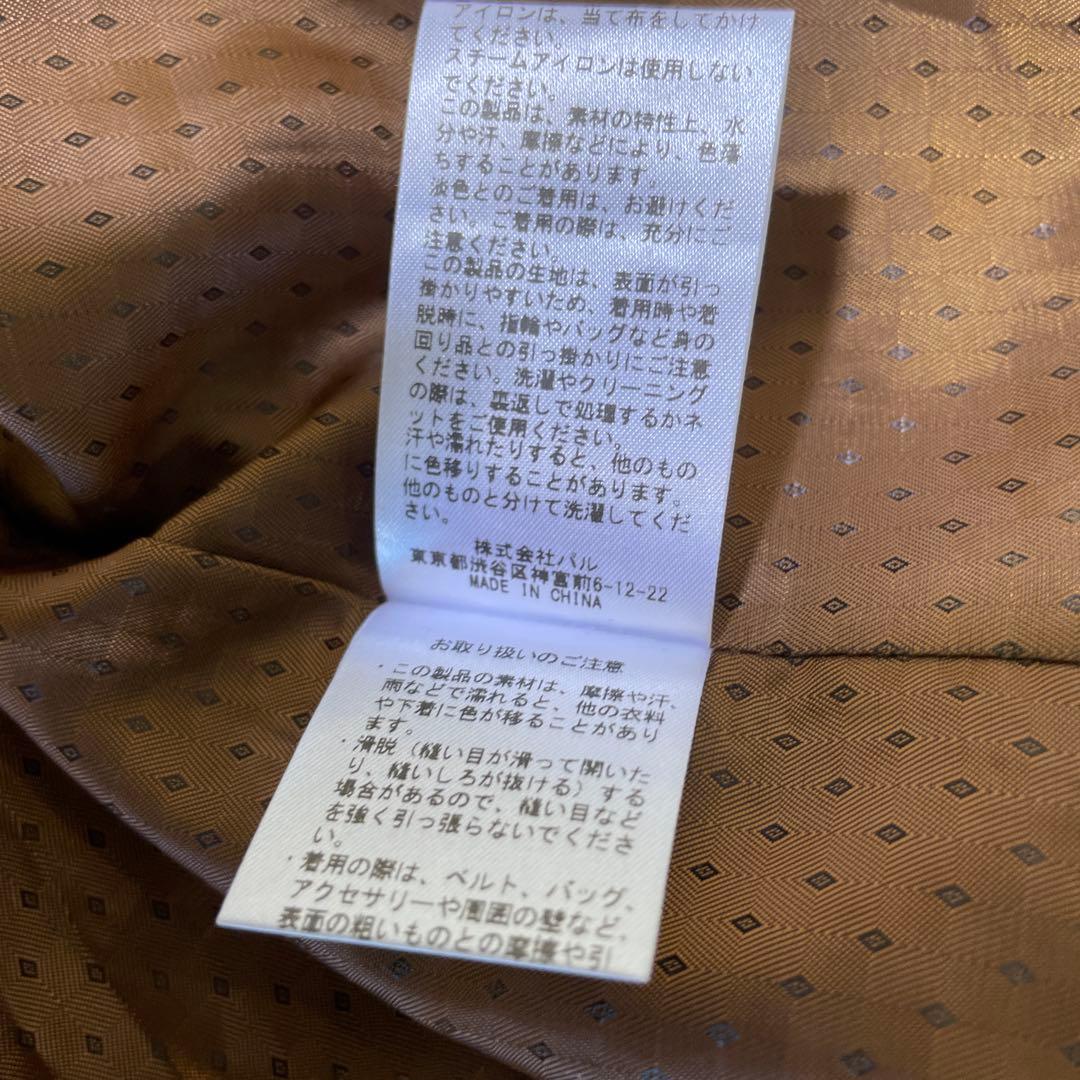 アイロンは、当て布をしてかけ
てください。
スチームアイロンは使用しない
でください。
この製品は、素材の特性上、水
分や汗、摩擦などにより、色落
ちすることがあります。
淡色とのご着用は、お避けくだ
さい。ご着用の際は、充分にご
注意ください。
この製品の生地は、表面が引っ
掛かりやすいため、着用時や着
脱時に、指輪やバッグなど身の
回り品との引っ掛かりにご注意
ください。洗濯やクリーニング
の際は、裏返しで処理するかネ
ットをご使用ください。
汗や濡れたりすると、他のもの
に色移りすることがあります。
他のものと分けて洗濯してくだ
さい。
株式会社パル
東京都渋谷区神宮前6-12-22
MADE IN CHINA
お取り扱いのご注意
・この製品の素材は、摩擦や汗、
雨などで濡れると、他の衣料
や下着に色が移ることがあり
ます。
・滑脱（縫い目が滑って開いた
り、縫いしろが抜ける）する
場合があるので、縫い目など
を強く引っ張らないでくださ
い。
・着用の際は、ベルト、バッグ、
アクセサリーや周囲の壁など、
表面の粗いものとの摩擦や引